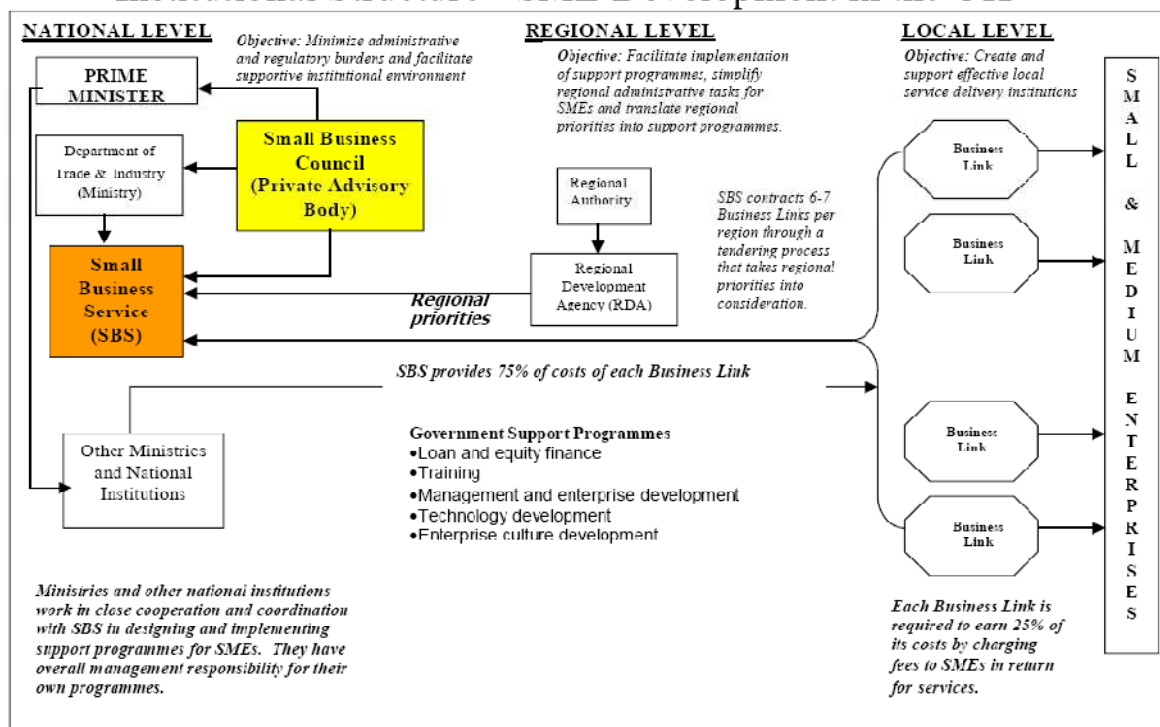 NATIONAL LEVEL
Objective: Minimize administrative
and regulatory burdens and facilitate
supportive institutional environment
PRIME
MINISTER
Department of
Trade & Industry
(Ministry)
Small Business
Council
(Private Advisory
Body)
Small
Business
Service
(SBS)
Other Ministries
and National
Institutions
Ministries and other national institutions
work in close cooperation and coordination
with SBS in designing and implementing
support programmes for SMEs. They have
overall management responsibility for their
own programmes.
REGIONAL LEVEL
Objective: Facilitate implementation
of support programmes, simplify
regional administrative tasks for
SMEs and translate regional
priorities into support programmes.
Regional
Authority
Regional
Development
Agency (RDA)
SBS contracts 6-7
Business Links per
region through a
tendering process
that takes regional
priorities into
consideration.
Regional
priorities
SBS provides 75% of costs of each Business Link
Government Support Programmes
•Loan and equity finance
•Training
•Management and enterprise development
•Technology development
•Enterprise culture development
LOCAL LEVEL
Objective: Create and
support effective local
service delivery institutions
Business
Link
Business
Link
Business
Link
Business
Link
Each Business Link is
required to earn 25% of
its costs by charging
fees to SMEs in return
for services.
SMALL & MEDIUM ENTERPRISES